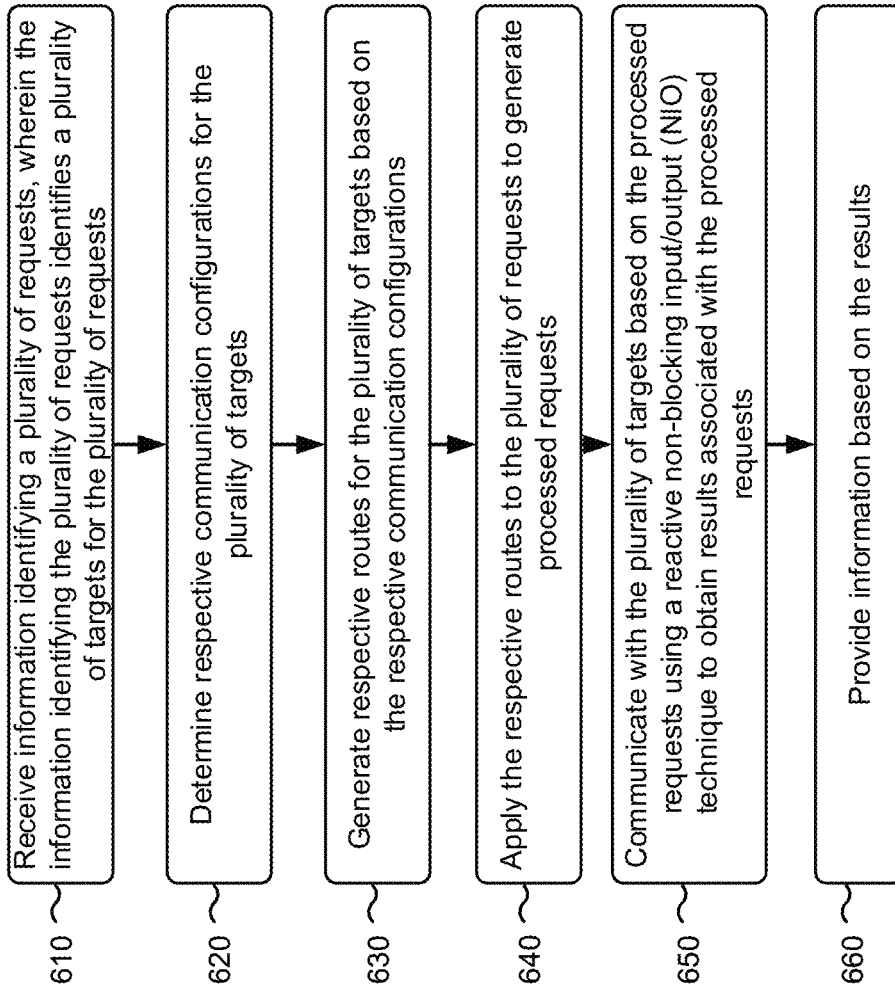 610
Receive information identifying a plurality of requests, wherein the
information identifying the plurality of requests identifies a plurality
of targets for the plurality of requests
620
Determine respective communication configurations for the
plurality of targets
630
Generate respective routes for the plurality of targets based on
the respective communication configurations
640
Apply the respective routes to the plurality of requests to generate
processed requests
650
Communicate with the plurality of targets based on the processed
requests using a reactive non-blocking input/output (NIO)
technique to obtain results associated with the processed
requests
660
Provide information based on the results